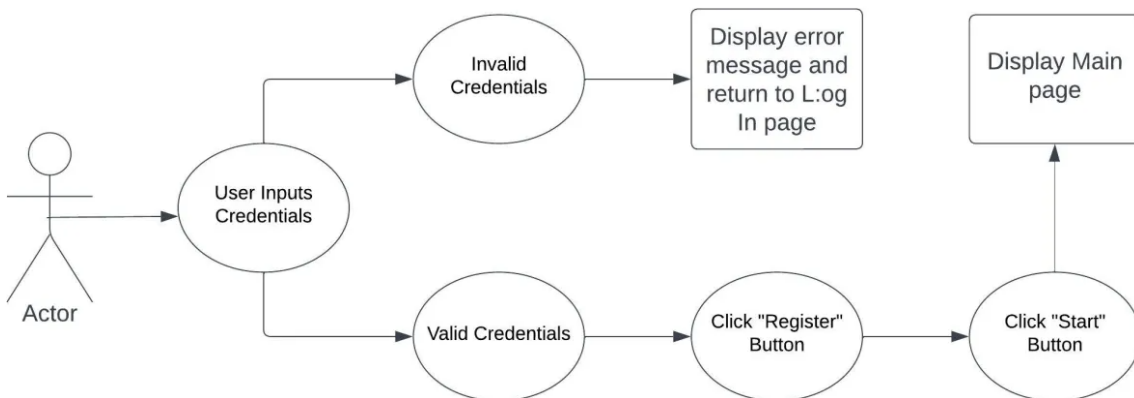 Actor
User Inputs
Credentials
Invalid
Credentials
Display error
message and
return to L:og
In page
Valid Credentials
Click "Register"
Button
Click "Start"
Button
Display Main
page